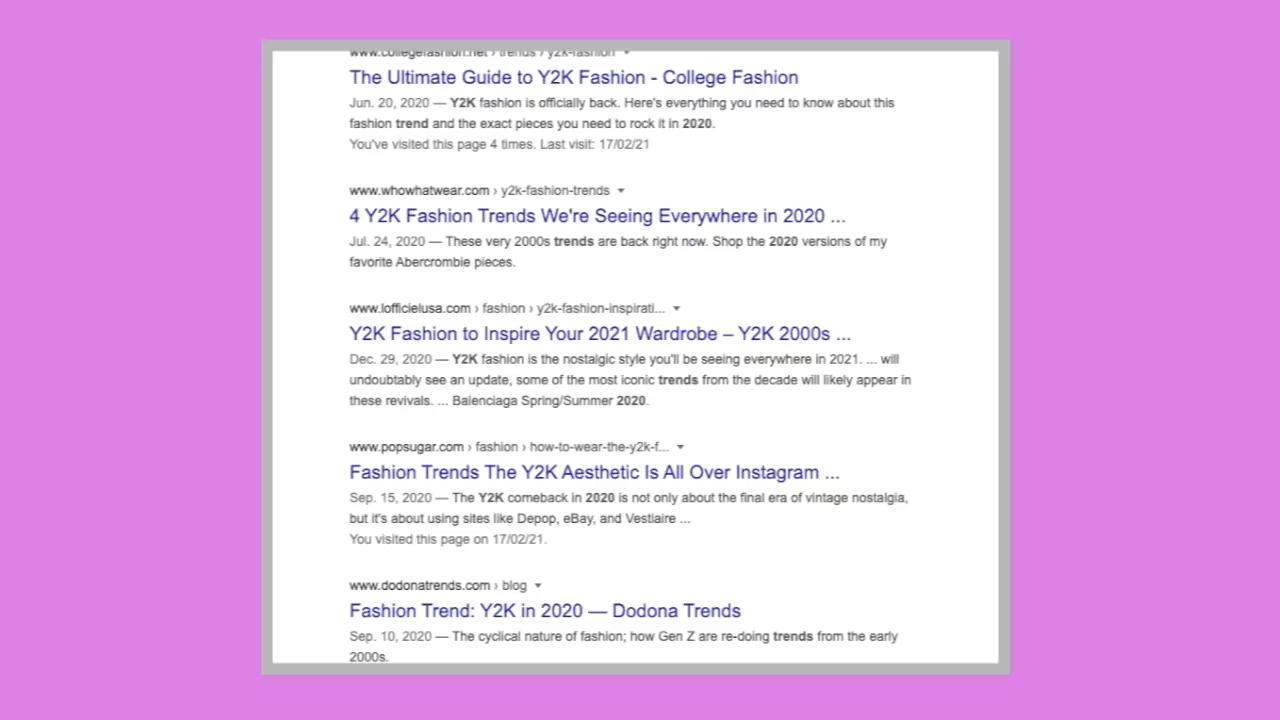 www.collegefashion.net › trends › y2k-fashion
The Ultimate Guide to Y2K Fashion - College Fashion
Jun. 20, 2020 — Y2K fashion is officially back. Here's everything you need to know about this
fashion trend and the exact pieces you need to rock it in 2020.
You've visited this page 4 times. Last visit: 17/02/21
www.whowhatwear.com › y2k-fashion-trends
4 Y2K Fashion Trends We're Seeing Everywhere in 2020 ...
Jul. 24, 2020 — These very 2000s trends are back right now. Shop the 2020 versions of my
favorite Abercrombie pieces.
www.lofficielusa.com › fashion › y2k-fashion-inspirati...
Y2K Fashion to Inspire Your 2021 Wardrobe – Y2K 2000s ...
Dec. 29, 2020 — Y2K fashion is the nostalgic style you'll be seeing everywhere in 2021. ... will
undoubtably see an update, some of the most iconic trends from the decade will likely appear in
these revivals. ... Balenciaga Spring/Summer 2020.
www.popsugar.com › fashion › how-to-wear-the-y2k-f...
Fashion Trends The Y2K Aesthetic Is All Over Instagram ...
Sep. 15, 2020 — The Y2K comeback in 2020 is not only about the final era of vintage nostalgia,
but it's about using sites like Depop, eBay, and Vestiaire ...
You visited this page on 17/02/21.
www.dodonatrends.com › blog
Fashion Trend: Y2K in 2020 — Dodona Trends
Sep. 10, 2020 — The cyclical nature of fashion; how Gen Z are re-doing trends from the early
2000s.